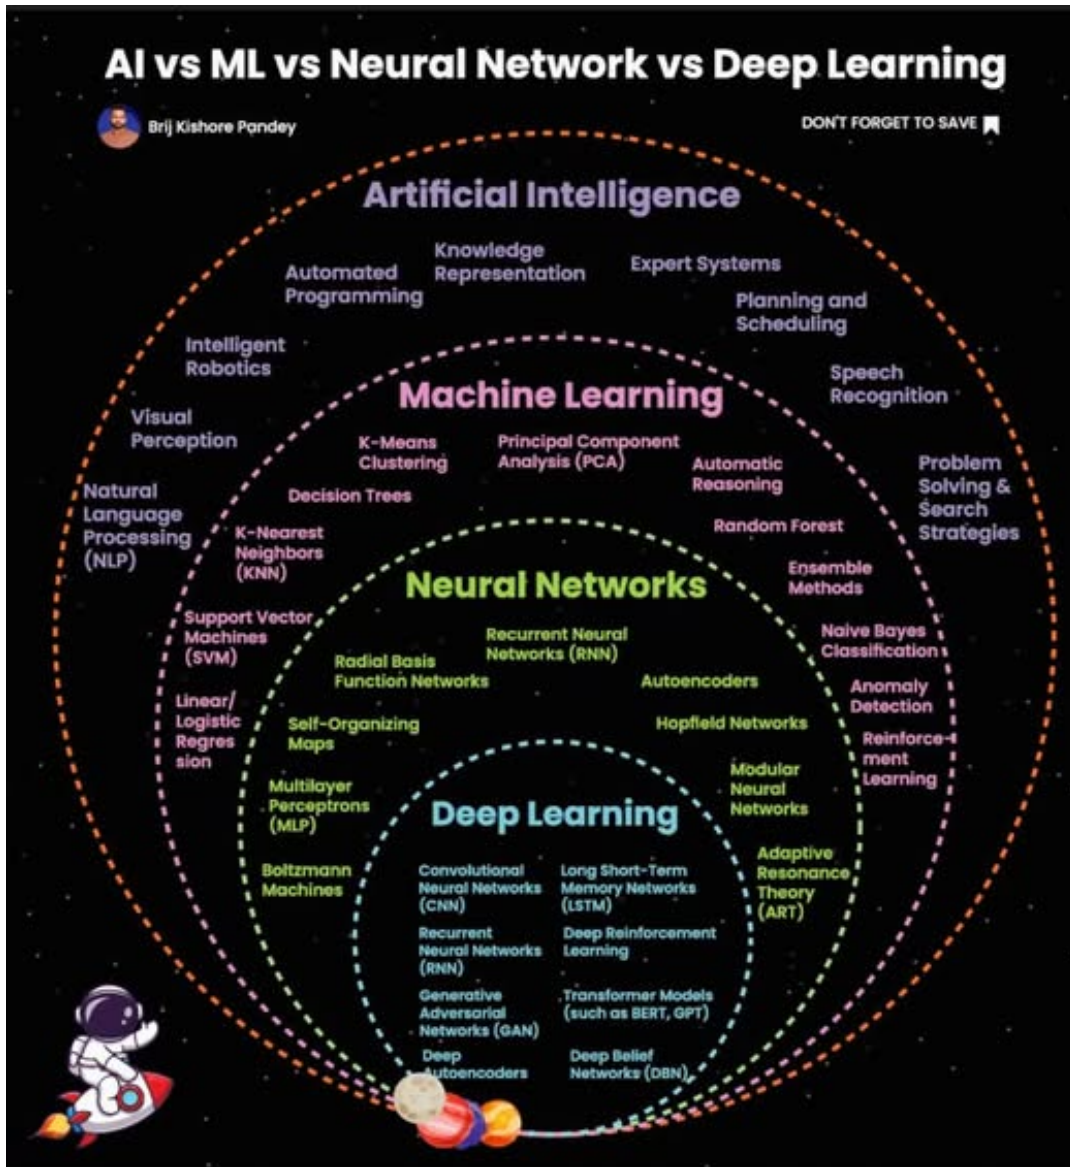 AI vs ML vs Neural Network vs Deep Learning
Brij Kishore Pandey
DON'T FORGET TO SAVE
Artificial Intelligence
Knowledge
Representation
Expert Systems
Automated
Programming
Planning and
Scheduling
Intelligent
Robotics
Speech
Recognition
Visual
Perception
Problem
Solving &
Search
Strategies
Natural
Language
Processing
(NLP)
Machine Learning
K-Means
Clustering
Principal Component
Analysis (PCA)
Automatic
Reasoning
Decision Trees
Random Forest
K-Nearest
Neighbors
(KNN)
Ensemble
Methods
Support Vector
Machines
(SVM)
Naive Bayes
Classification
Linear/
Logistic
Regres
sion
Anomaly
Detection
Reinforce-
ment
Learning
Neural Networks
Recurrent Neural
Networks (RNN)
Radial Basis
Function Networks
Autoencoders
Self-Organizing
Maps
Hopfield Networks
Multilayer
Perceptrons
(MLP)
Modular
Neural
Networks
Boltzmann
Machines
Adaptive
Resonance
Theory
(ART)
Deep Learning
Convolutional
Neural Networks
(CNN)
Long Short-Term
Memory Networks
(LSTM)
Recurrent
Neural Networks
(RNN)
Deep Reinforcement
Learning
Generative
Adversarial
Networks (GAN)
Transformer Models
(such as BERT, GPT)
Deep
Autoencoders
Deep Belief
Networks (DBN)